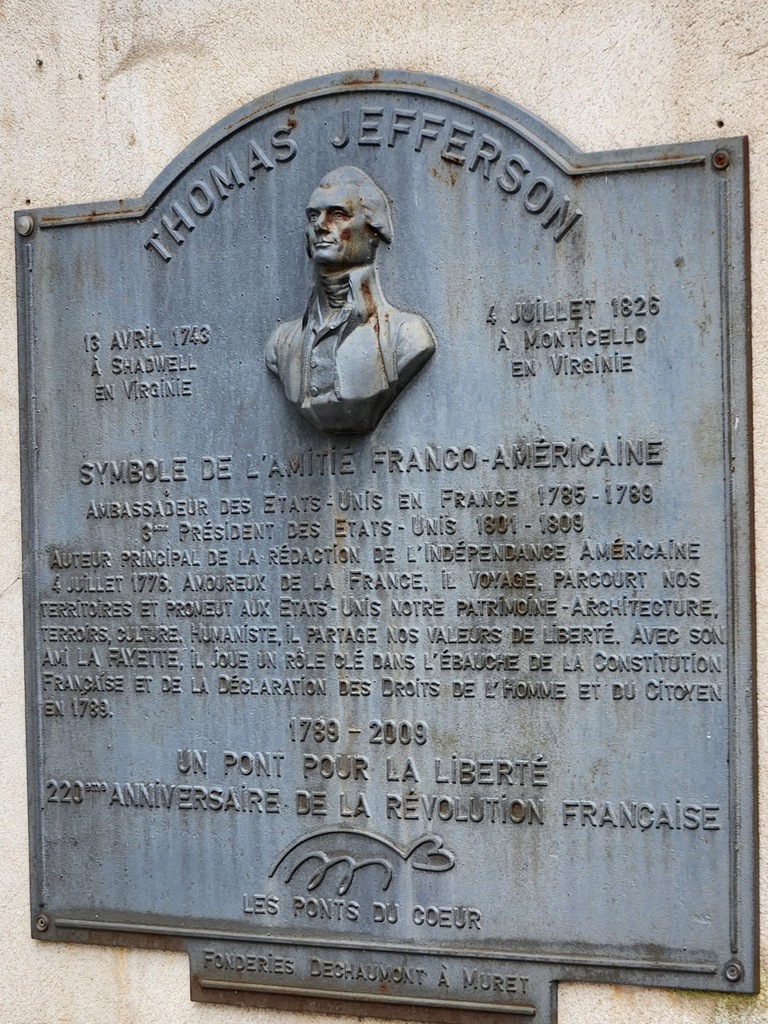 THOMAS JEFFERSON
13 AVRIL 1743
À SHADWELL
EN VIRGINIE
4 JUILLET 1826
À MONTICELLO
EN VIRGINIE
SYMBOLE DE L'AMITIÉ FRANCO-AMÉRICAINE
AMBASSADEUR DES ETATS-UNIS EN FRANCE 1785-1789
3ème PRÉSIDENT DES ETATS-UNIS 1801-1809
AUTEUR PRINCIPAL DE LA RÉDACTION DE L'INDÉPENDANCE AMÉRICAINE
4 JUILLET 1776, AMOUREUX DE LA FRANCE, IL VOYAGE, PARCOURT NOS
TERRITOIRES ET PROMEUT AUX ETATS-UNIS NOTRE PATRIMOINE-ARCHITECTURE,
TERROIRS, CULTURE, HUMANISTE, IL PARTAGE NOS VALEURS DE LIBERTÉ. AVEC SON
AMI LA FAYETTE, IL JOUE UN RÔLE CLÉ DANS L'ÉBAUCHE DE LA CONSTITUTION
FRANÇAISE ET DE LA DÉCLARATION DES DROITS DE L'HOMME ET DU CITOYEN
EN 1789.
1789 - 2009
UN PONT POUR LA LIBERTÉ
220ème ANNIVERSAIRE DE LA RÉVOLUTION FRANÇAISE
LES PONTS DU COEUR
FONDERIES DECHAUMONT À MURET